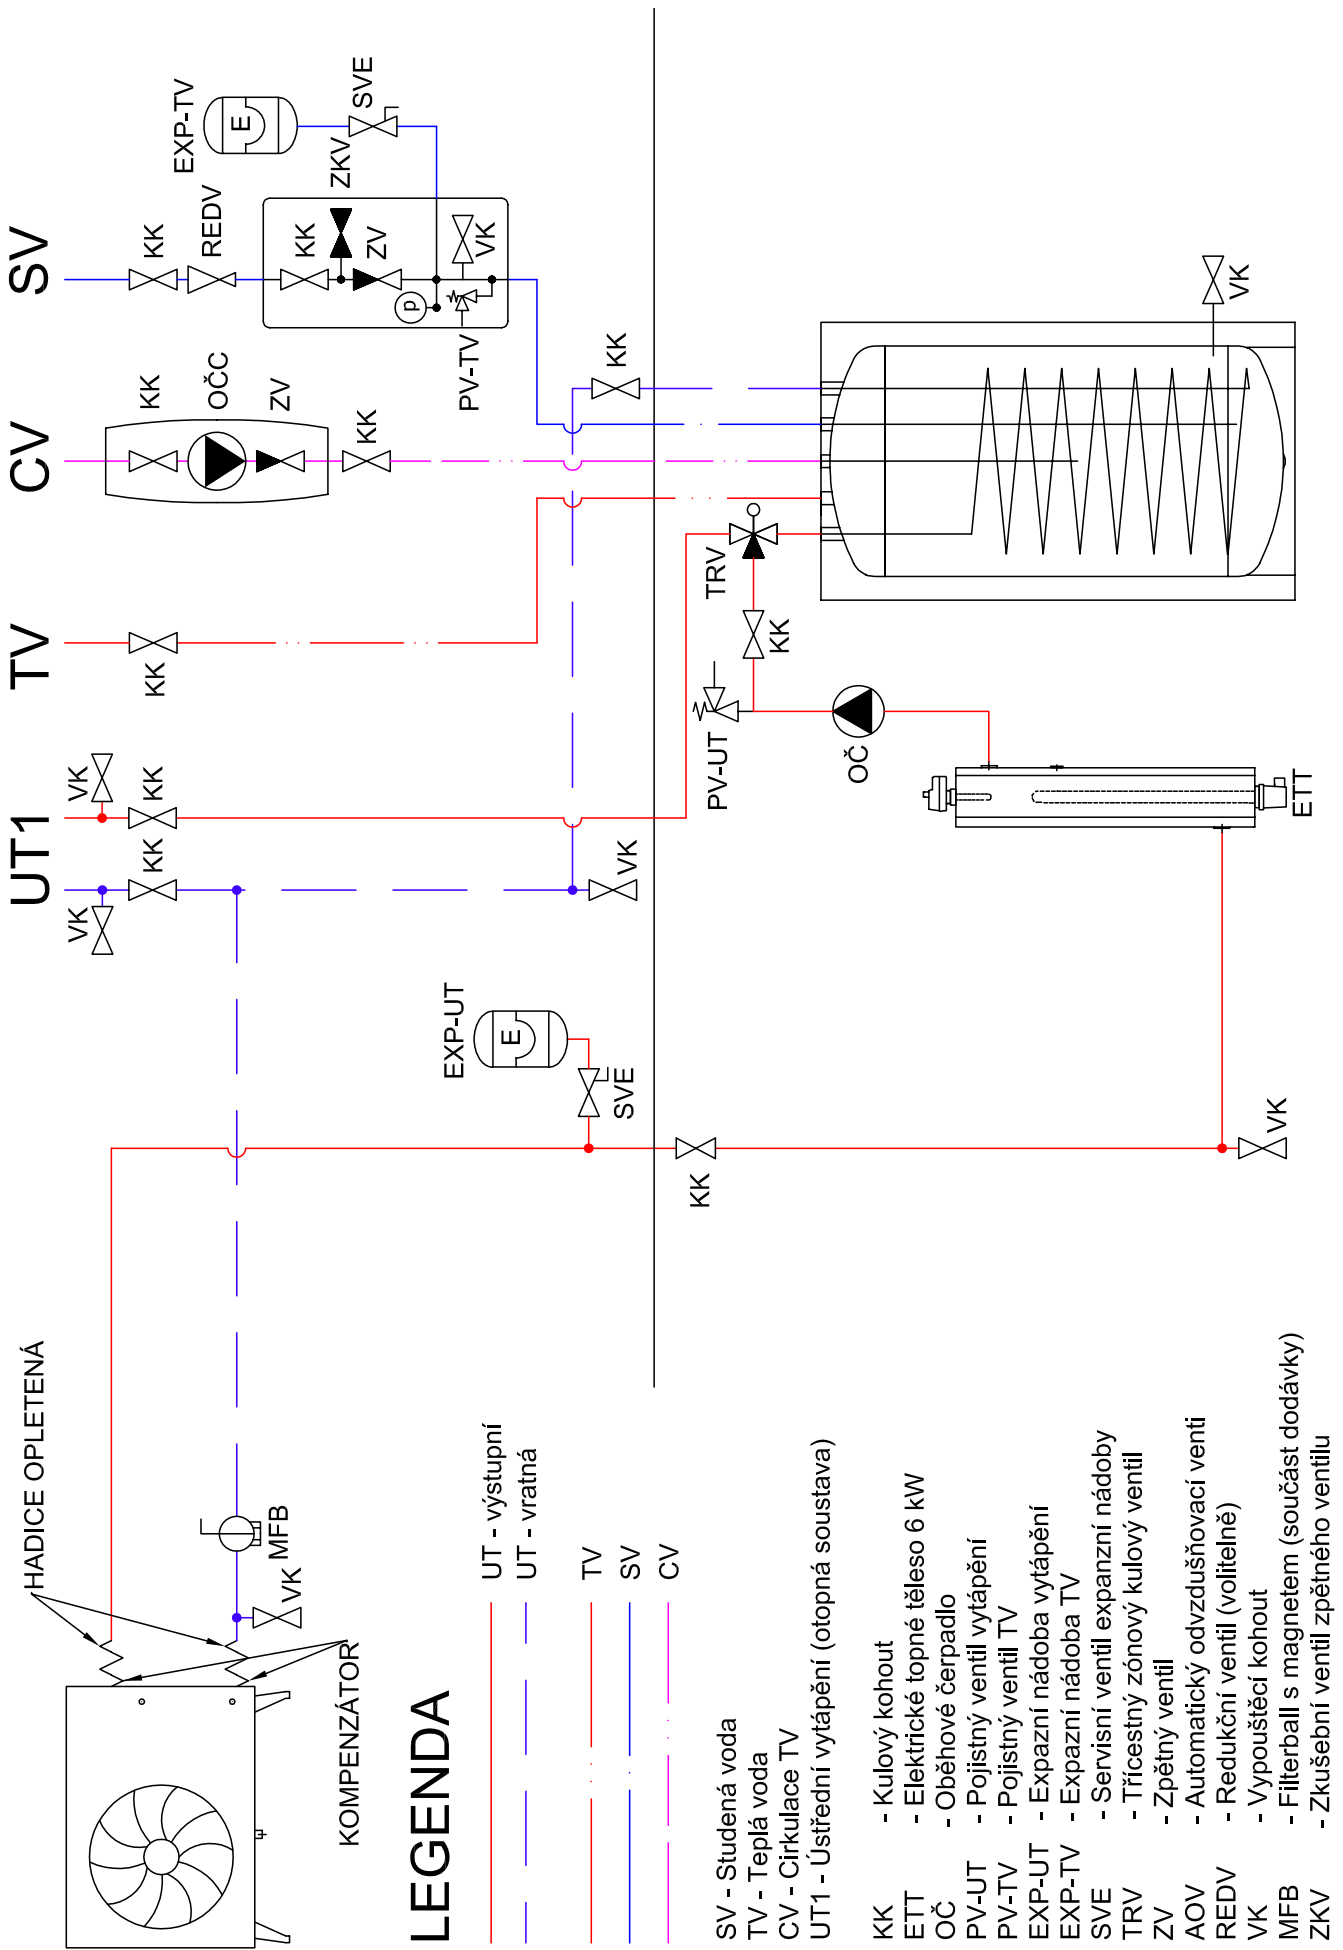 HADICE OPLETENÁ
KOMPENZÁTOR
MFB
VK
EXP-UT
E
SVE
KK
VK
UT1
VK
VK
KK
KK
VK
TV
KK
CV
KK
OČC
ZV
KK
SV
KK
REDV
KK
ZKV
ZV
VK
p
PV-TV
EXP-TV
E
SVE
KK
TRV
KK
PV-UT
OČ
ETT
VK
LEGENDA
UT - výstupní
UT - vratná
TV
SV
CV
SV - Studená voda
TV - Teplá voda
CV - Cirkulace TV
UT1 - Ústřední vytápění (otopná soustava)
KK - Kulový kohout
ETT - Elektrické topné těleso 6 kW
OČ - Oběhové čerpadlo
PV-UT - Pojistný ventil vytápění
PV-TV - Pojistný ventil TV
EXP-UT - Expazní nádoba vytápění
EXP-TV - Expazní nádoba TV
SVE - Servisní ventil expanzní nádoby
TRV - Třícestný zónový kulový ventil
ZV - Zpětný ventil
AOV - Automatický odvzdušňovací venti
REDV - Redukční ventil (volitelně)
VK - Vypouštěcí kohout
MFB - Filterball s magnetem (součást dodávky)
ZKV - Zkušební ventil zpětného ventilu